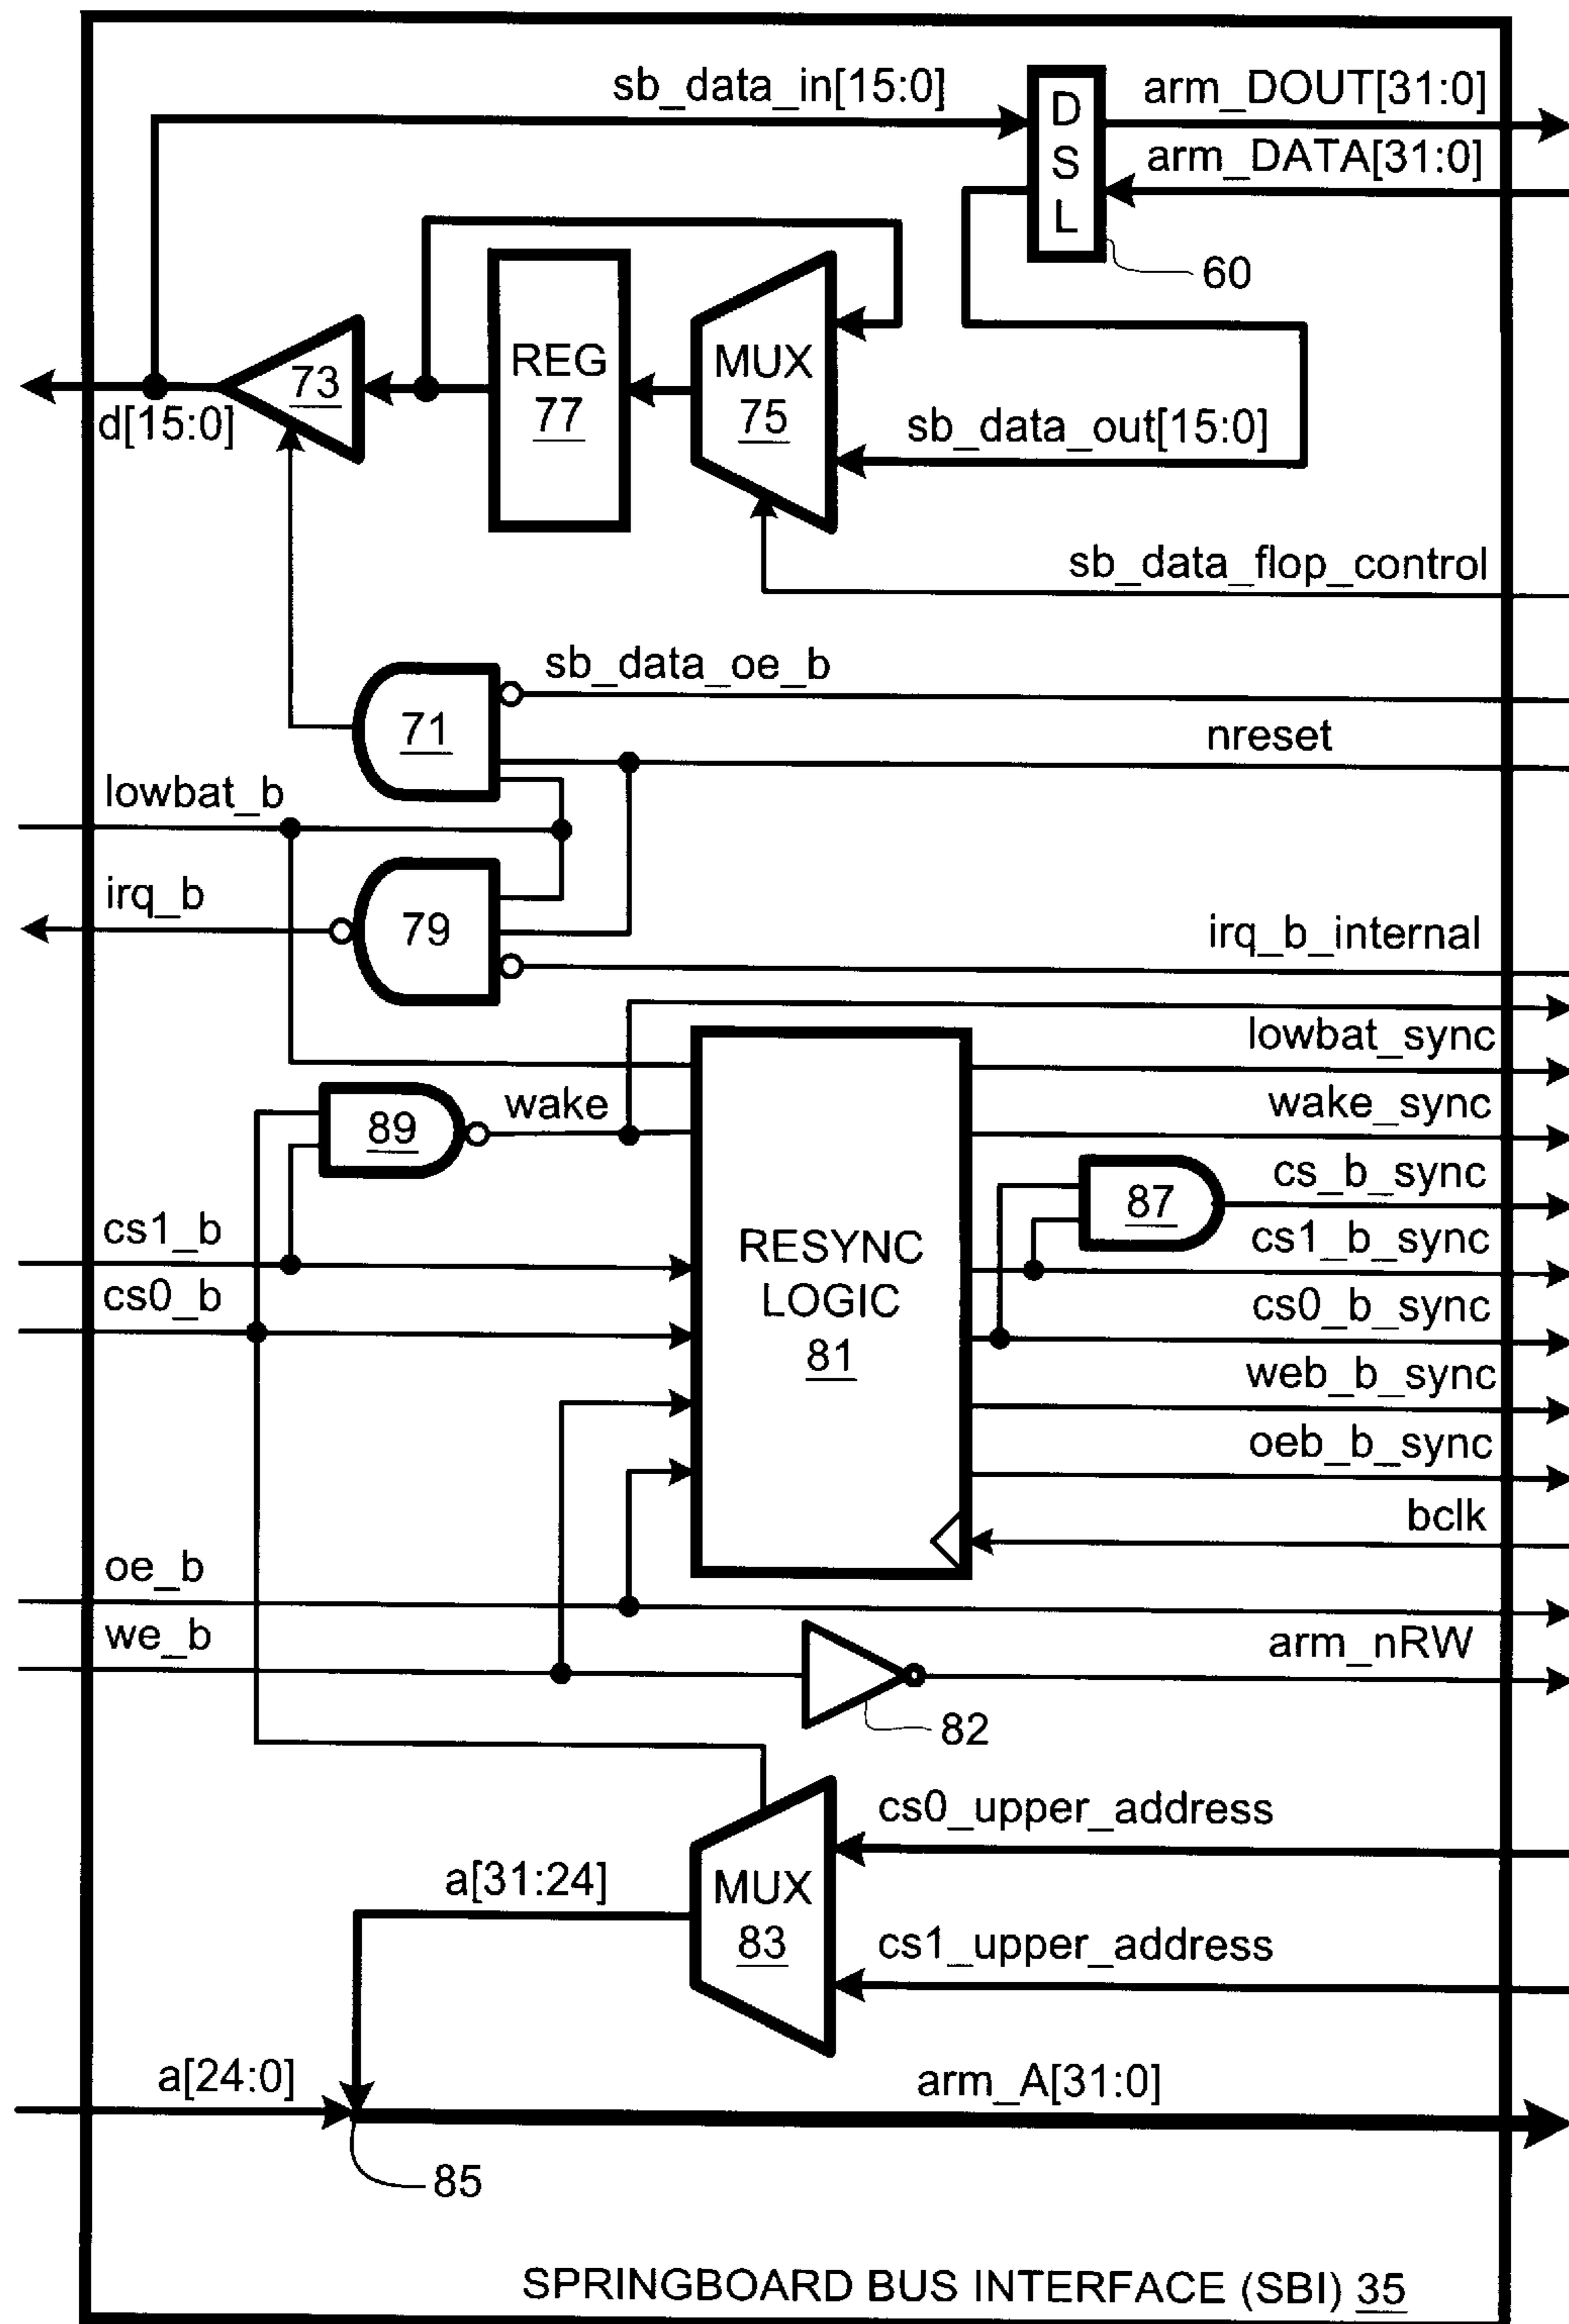 sb_data_in[15:0]
D
S
L
arm_DOUT[31:0]
arm_DATA[31:0]
60
REG
77
MUX
75
73
d[15:0]
sb_data_out[15:0]
sb_data_flop_control
sb_data_oe_b
71
nreset
lowbat_b
irq_b
79
irq_b_internal
lowbat_sync
wake
89
wake_sync
cs_b_sync
87
cs1_b
cs1_b_sync
cs0_b
RESYNC
LOGIC
81
cs0_b_sync
web_b_sync
oeb_b_sync
bclk
oe_b
we_b
arm_nRW
82
cs0_upper_address
a[31:24]
MUX
83
cs1_upper_address
a[24:0]
arm_A[31:0]
85
SPRINGBOARD BUS INTERFACE (SBI) 35